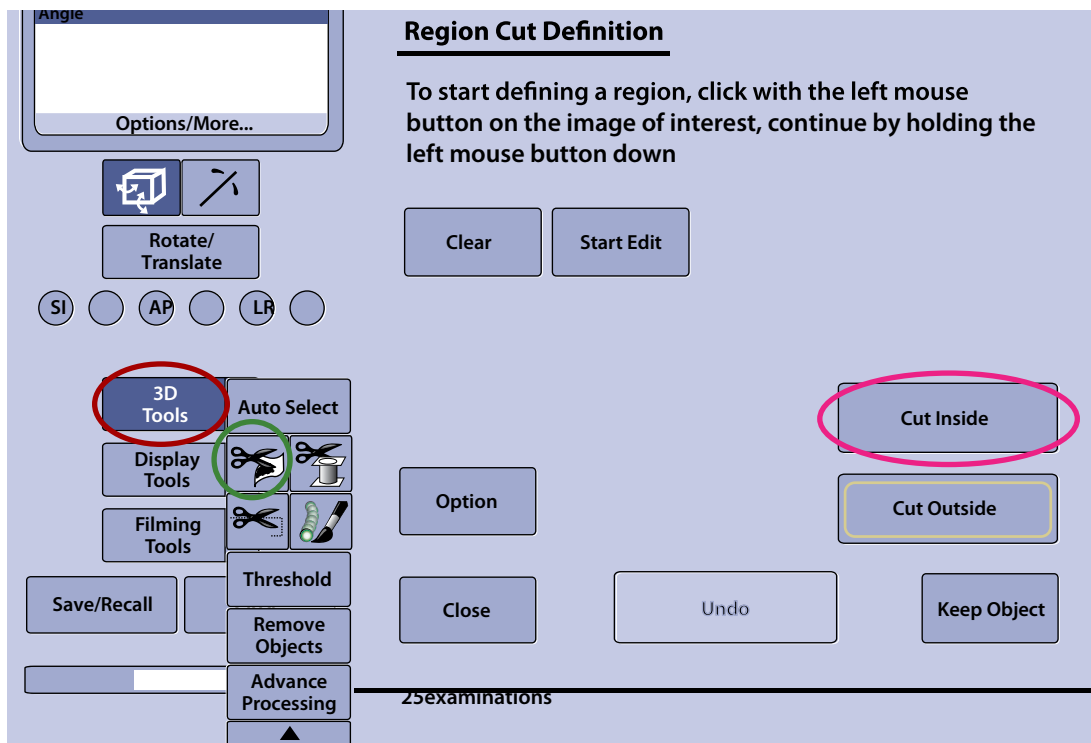 Angle
Options/More...
Rotate/
Translate
SI
AP
LR
3D
Tools
Auto Select
Display
Tools
Filming
Tools
Threshold
Save/Recall
Remove
Objects
Advance
Processing
Region Cut Definition
To start defining a region, click with the left mouse
button on the image of interest, continue by holding the
left mouse button down
Clear
Start Edit
Cut Inside
Option
Cut Outside
Close
Undo
Keep Object
25examinations